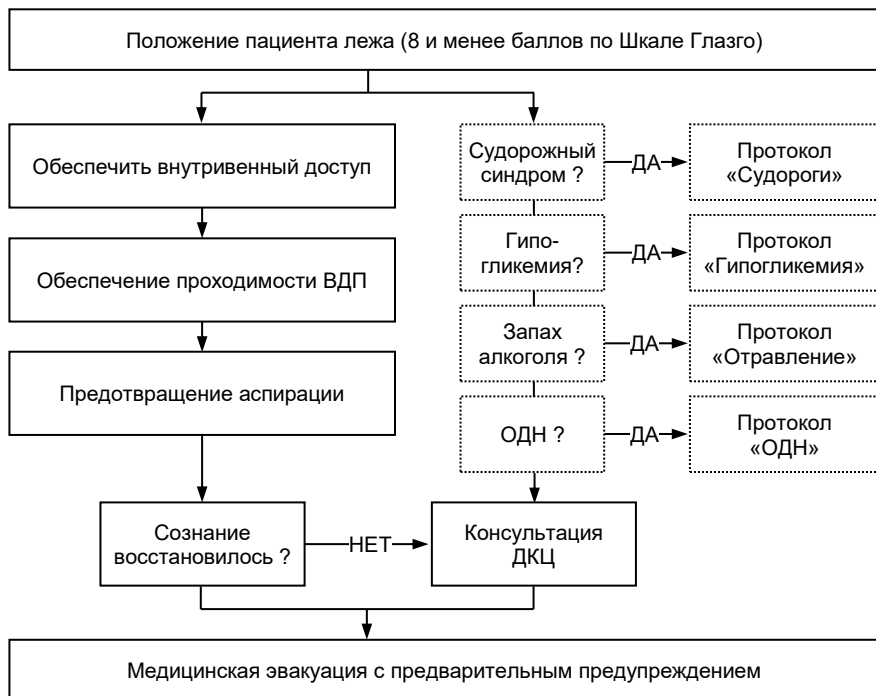 Положение пациента лежа (8 и менее баллов по Шкале Глазго)
Обеспечить внутривенный доступ
Судорожный
синдром ?
ДА
Протокол
«Судороги»
Обеспечение проходимости ВДП
Гипо-
гликемия?
ДА
Протокол
«Гипогликемия»
Предотвращение аспирации
Запах
алкоголя ?
ДА
Протокол
«Отравление»
ОДН ?
ДА
Протокол
«ОДН»
Сознание
восстановилось ?
НЕТ
Консультация
ДКЦ
Медицинская эвакуация с предварительным предупреждением